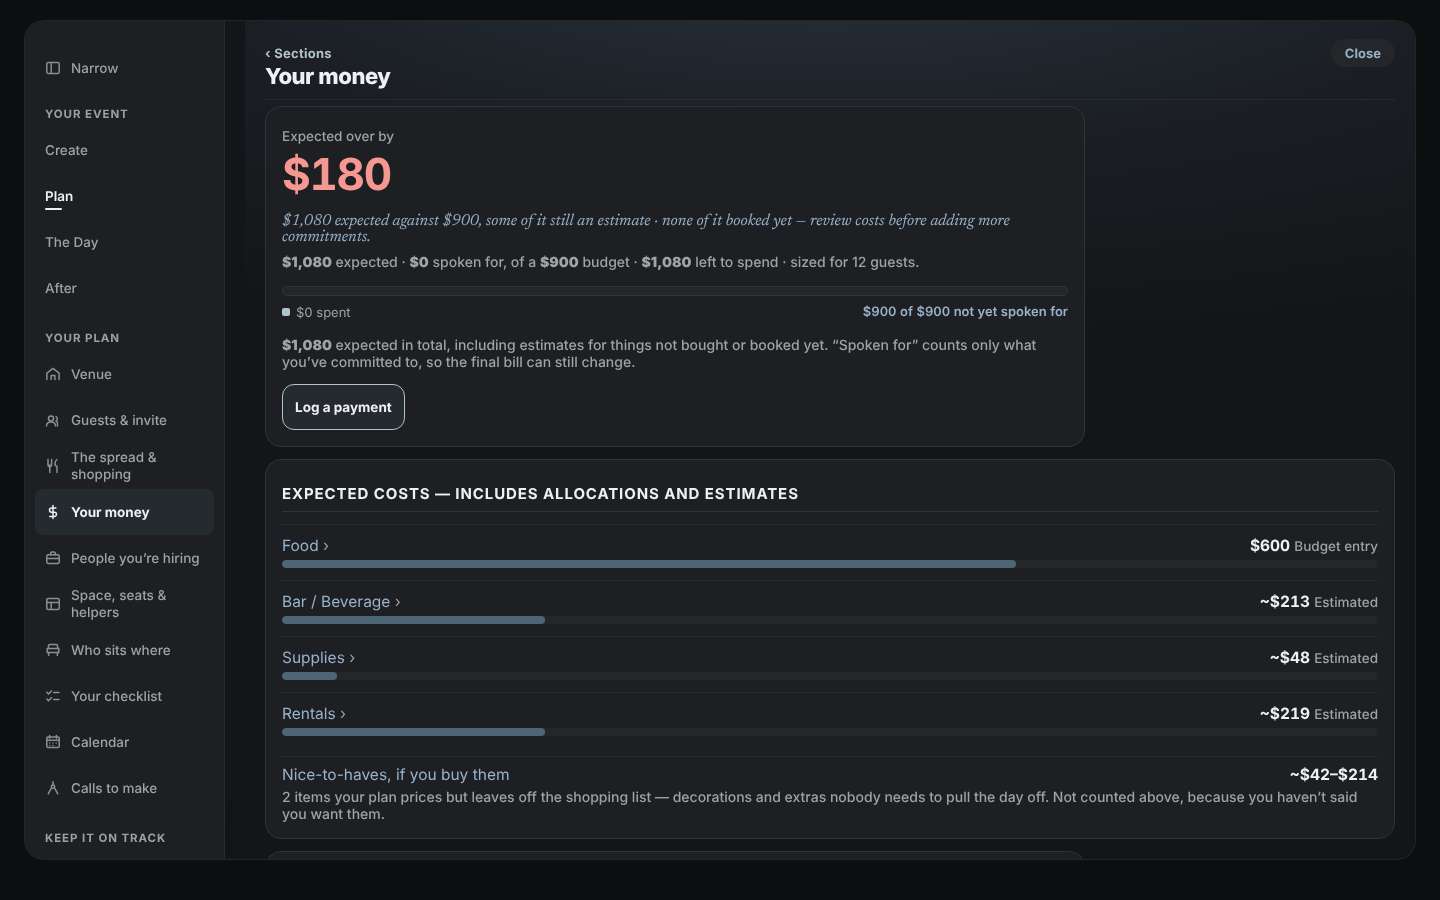 Narrow
YOUR EVENT
Create
Plan
The Day
After
YOUR PLAN
Venue
Guests & invite
The spread &
shopping
Your money
People you’re hiring
Space, seats &
helpers
Who sits where
Your checklist
Calendar
Calls to make
KEEP IT ON TRACK
‹ Sections
Your money
Close
Expected over by
$180
$1,080 expected against $900, some of it still an estimate · none of it booked yet – review costs before adding more
commitments.
$1,080 expected · $0 spoken for, of a $900 budget · $1,080 left to spend · sized for 12 guests.
$0 spent
$900 of $900 not yet spoken for
$1,080 expected in total, including estimates for things not bought or booked yet. “Spoken for” counts only what
you’ve committed to, so the final bill can still change.
Log a payment
EXPECTED COSTS — INCLUDES ALLOCATIONS AND ESTIMATES
Food › $600 Budget entry
Bar / Beverage › ~$213 Estimated
Supplies › ~$48 Estimated
Rentals › ~$219 Estimated
Nice-to-haves, if you buy them ~$42–$214
2 items your plan prices but leaves off the shopping list — decorations and extras nobody needs to pull the day off. Not counted above, because you haven’t said
you want them.